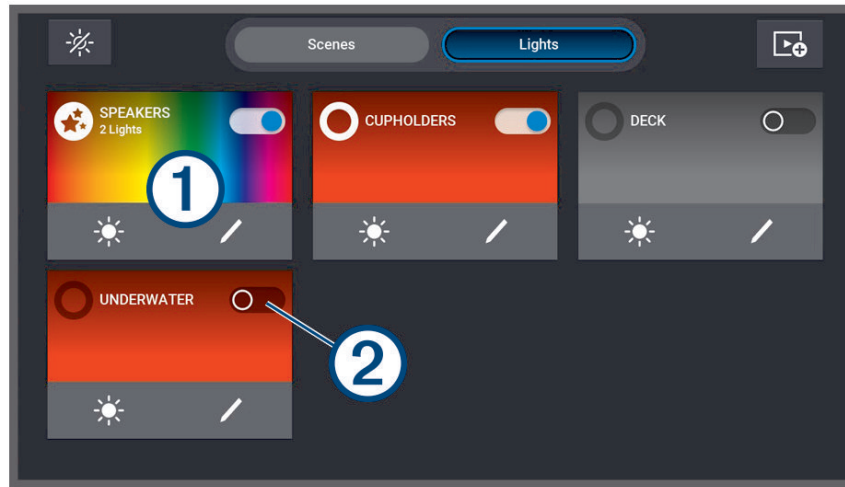 Scenes
Lights
SPEAKERS
2 Lights
CUPHOLDERS
DECK
1
UNDERWATER
2